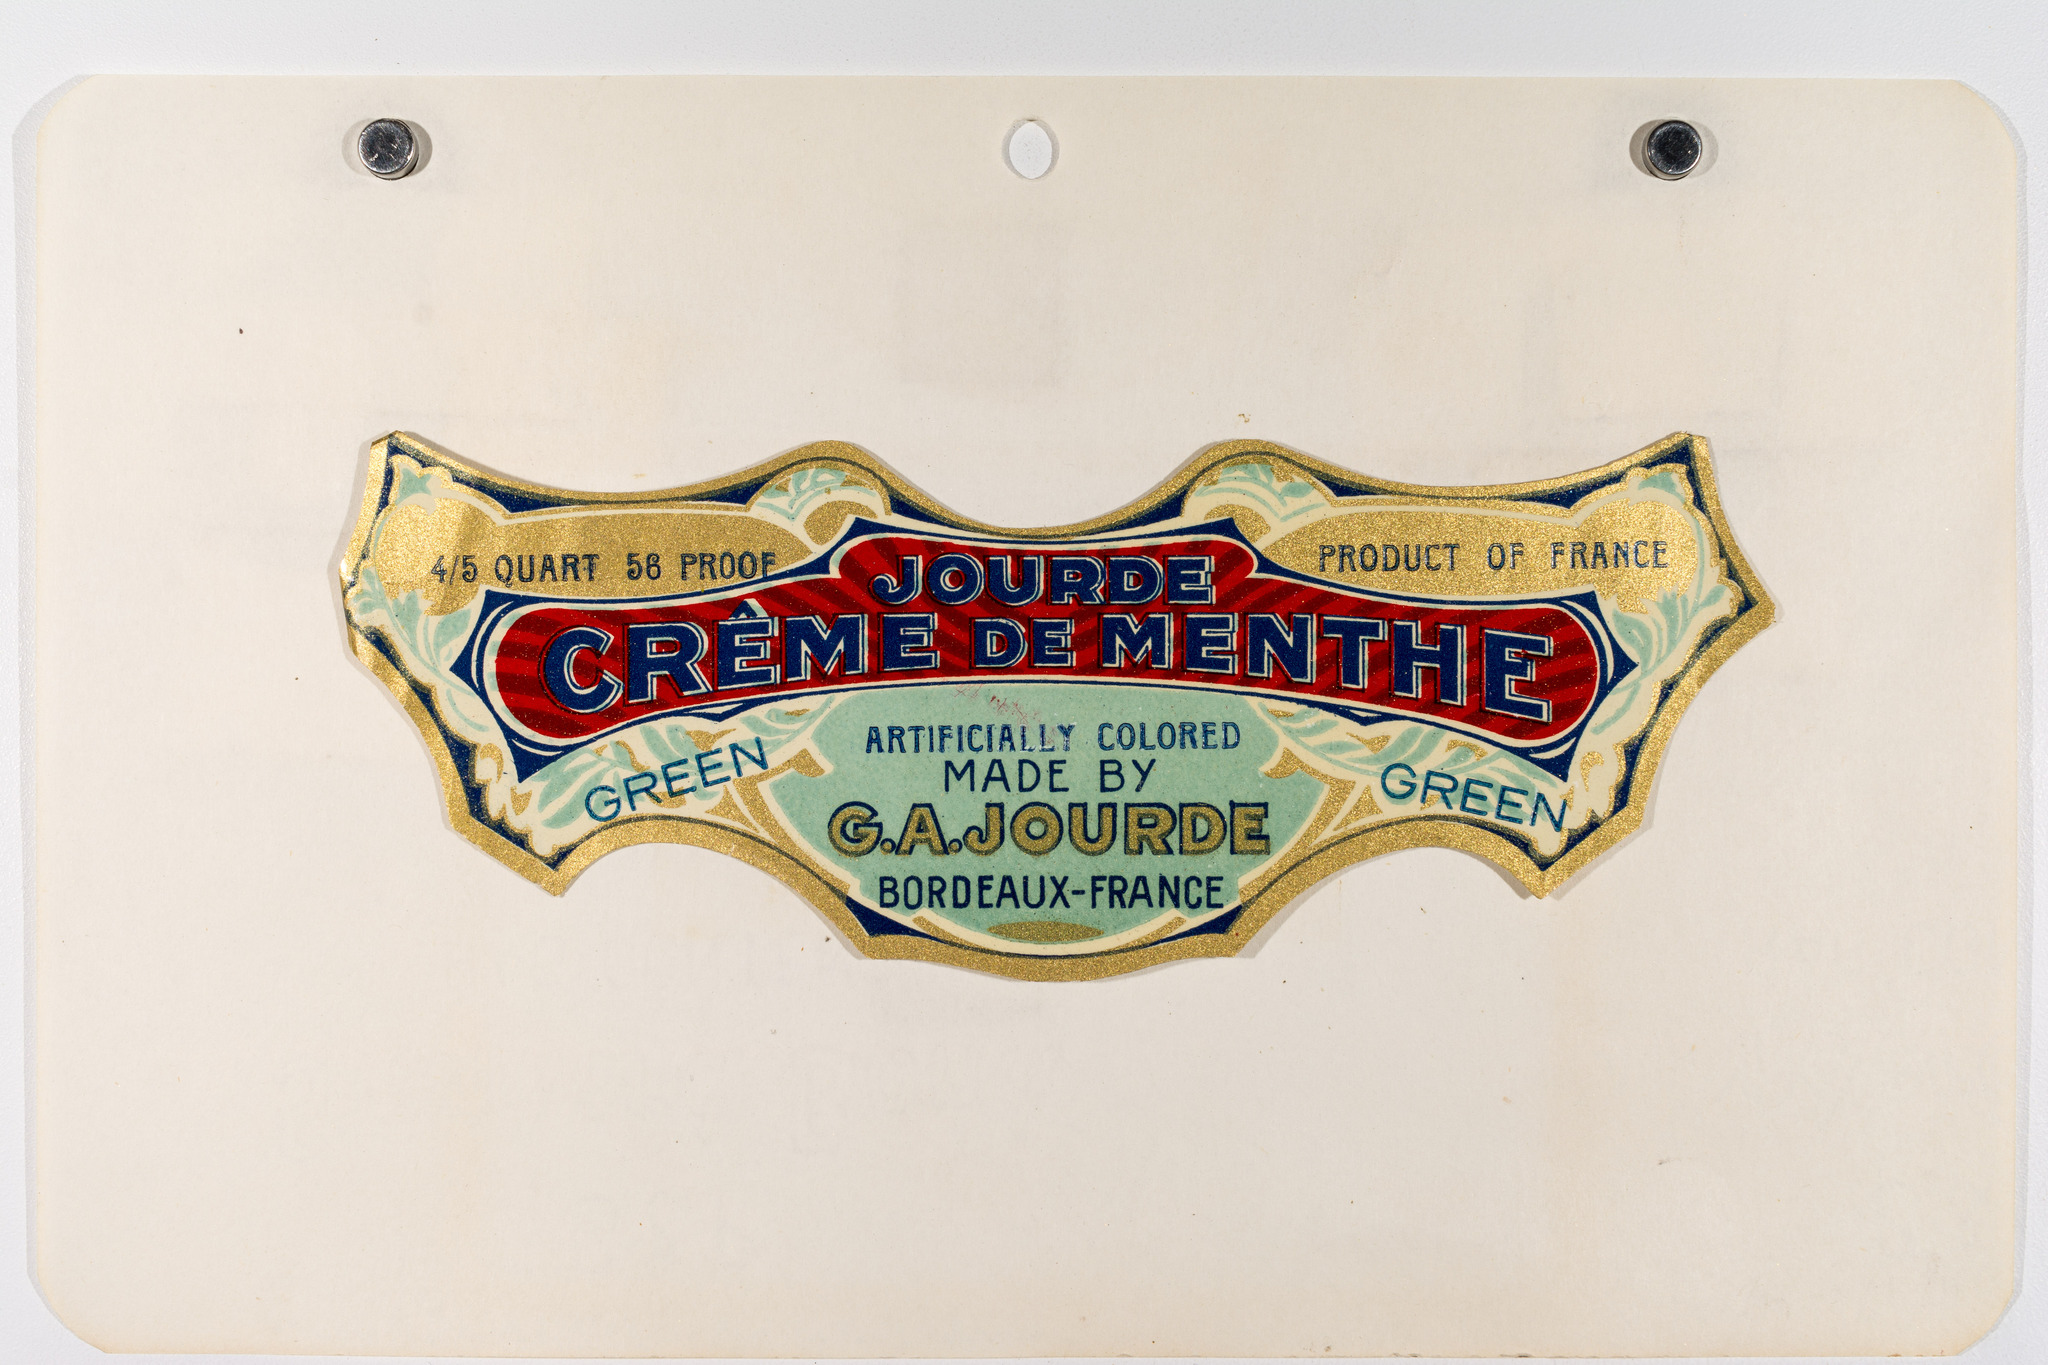 4/5 QUART 56 PROOF
PRODUCT OF FRANCE
JOURDE
CRÊME DE MENTHE
ARTIFICIALLY COLORED
MADE BY
GREEN
GREEN
G.A.JOURDE
BORDEAUX-FRANCE